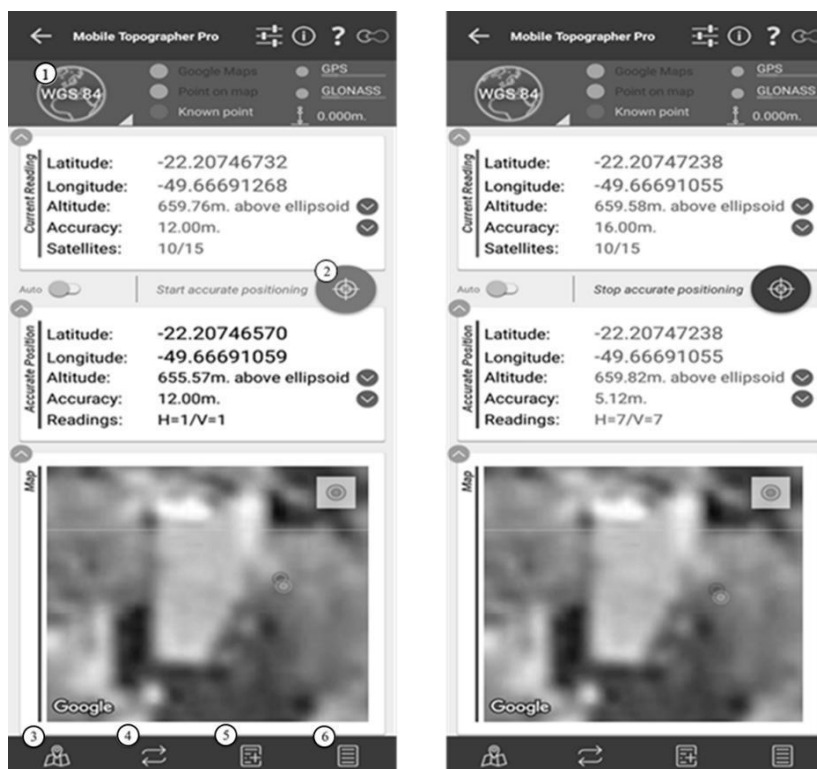 Mobile Topographer Pro ?
1
WGS 84
Google Maps
Point on map
Known point
GPS
GLONASS
0.000m.
Current Reading
Latitude: -22.20746732
Longitude: -49.66691268
Altitude: 659.76m. above ellipsoid
Accuracy: 12.00m.
Satellites: 10/15
2
Auto Start accurate positioning
Accurate Position
Latitude: -22.20746570
Longitude: -49.66691059
Altitude: 655.57m. above ellipsoid
Accuracy: 12.00m.
Readings: H=1/V=1
Map
Google
3 4 5 6
Mobile Topographer Pro ?
WGS 84
Google Maps
Point on map
Known point
GPS
GLONASS
0.000m.
Current Reading
Latitude: -22.20747238
Longitude: -49.66691055
Altitude: 659.58m. above ellipsoid
Accuracy: 16.00m.
Satellites: 10/15
Auto Stop accurate positioning
Accurate Position
Latitude: -22.20747238
Longitude: -49.66691055
Altitude: 659.82m. above ellipsoid
Accuracy: 5.12m.
Readings: H=7/V=7
Map
Google